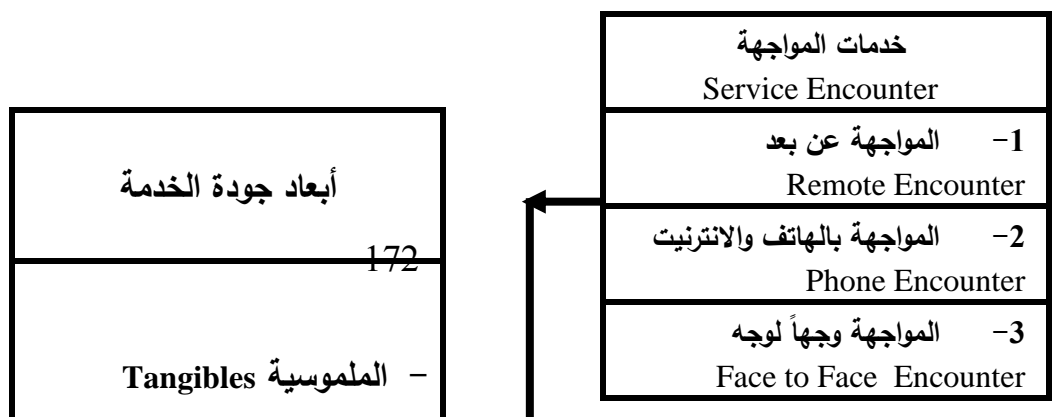 خدمات المواجهة
Service Encounter
1- المواجهة عن بعد
Remote Encounter
2- المواجهة بالهاتف والانترنيت
Phone Encounter
3- المواجهة وجهاً لوجه
Face to Face Encounter
أبعاد جودة الخدمة
172
- الملموسية Tangibles